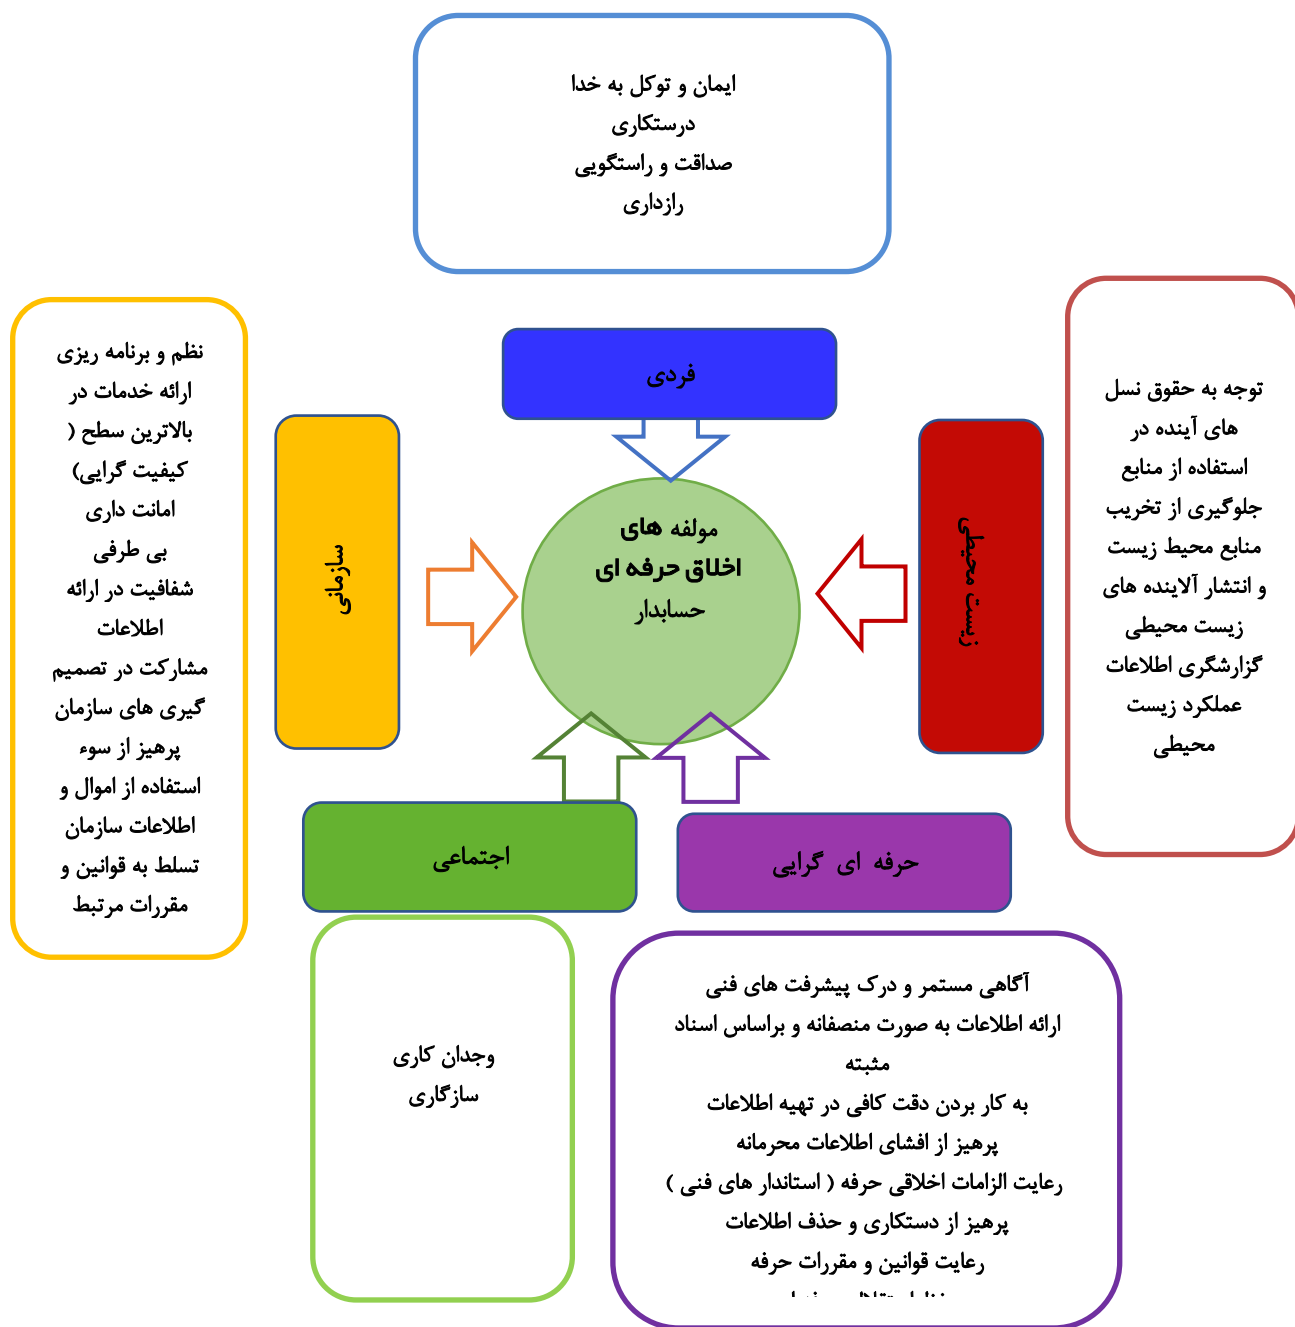 ایمان و توکل به خدا
درستکاری
صداقت و راستگویی
رازداری
فردی
مولفه های
اخلاق حرفه ای
حسابدار
زیست محیطی
توجه به حقوق نسل
های آینده در
استفاده از منابع
جلوگیری از تخریب
منابع محیط زیست
و انتشار آلاینده های
زیست محیطی
گزارشگری اطلاعات
عملکرد زیست
محیطی
سازمانی
نظم و برنامه ریزی
ارائه خدمات در
بالاترین سطح (
کیفیت گرایی)
امانت داری
بی طرفی
شفافیت در ارائه
اطلاعات
مشارکت در تصمیم
گیری های سازمان
پرهیز از سوء
استفاده از اموال و
اطلاعات سازمان
تسلط به قوانین و
مقررات مرتبط
حرفه ای گرایی
آگاهی مستمر و درک پیشرفت های فنی
ارائه اطلاعات به صورت منصفانه و براساس اسناد
مثبته
به کار بردن دقت کافی در تهیه اطلاعات
پرهیز از افشای اطلاعات محرمانه
رعایت الزامات اخلاقی حرفه ( استاندار های فنی )
پرهیز از دستکاری و حذف اطلاعات
رعایت قوانین و مقررات حرفه
اجتماعی
وجدان کاری
سازگاری